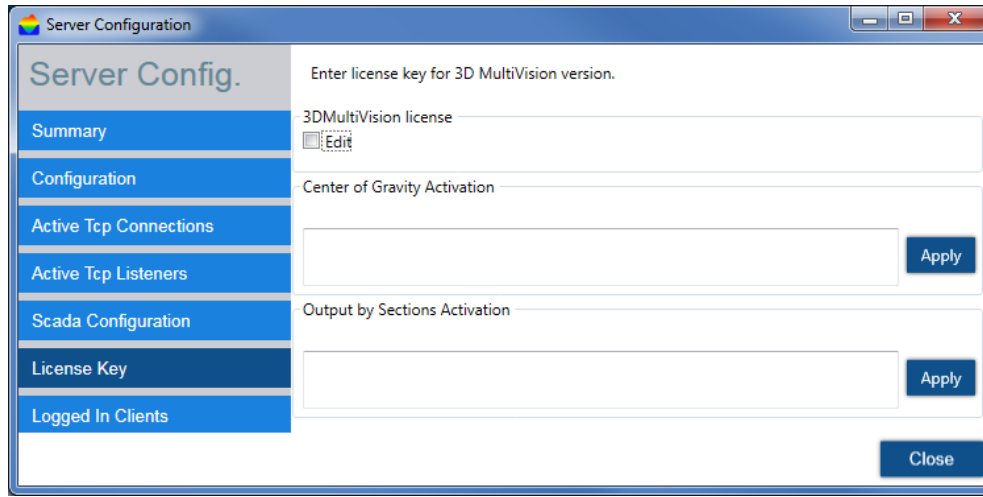 Server Configuration
Server Config.
Summary
Configuration
Active Tcp Connections
Active Tcp Listeners
Scada Configuration
License Key
Logged In Clients
Enter license key for 3D MultiVision version.
3DMultiVision license
Edit
Center of Gravity Activation
Apply
Output by Sections Activation
Apply
Close